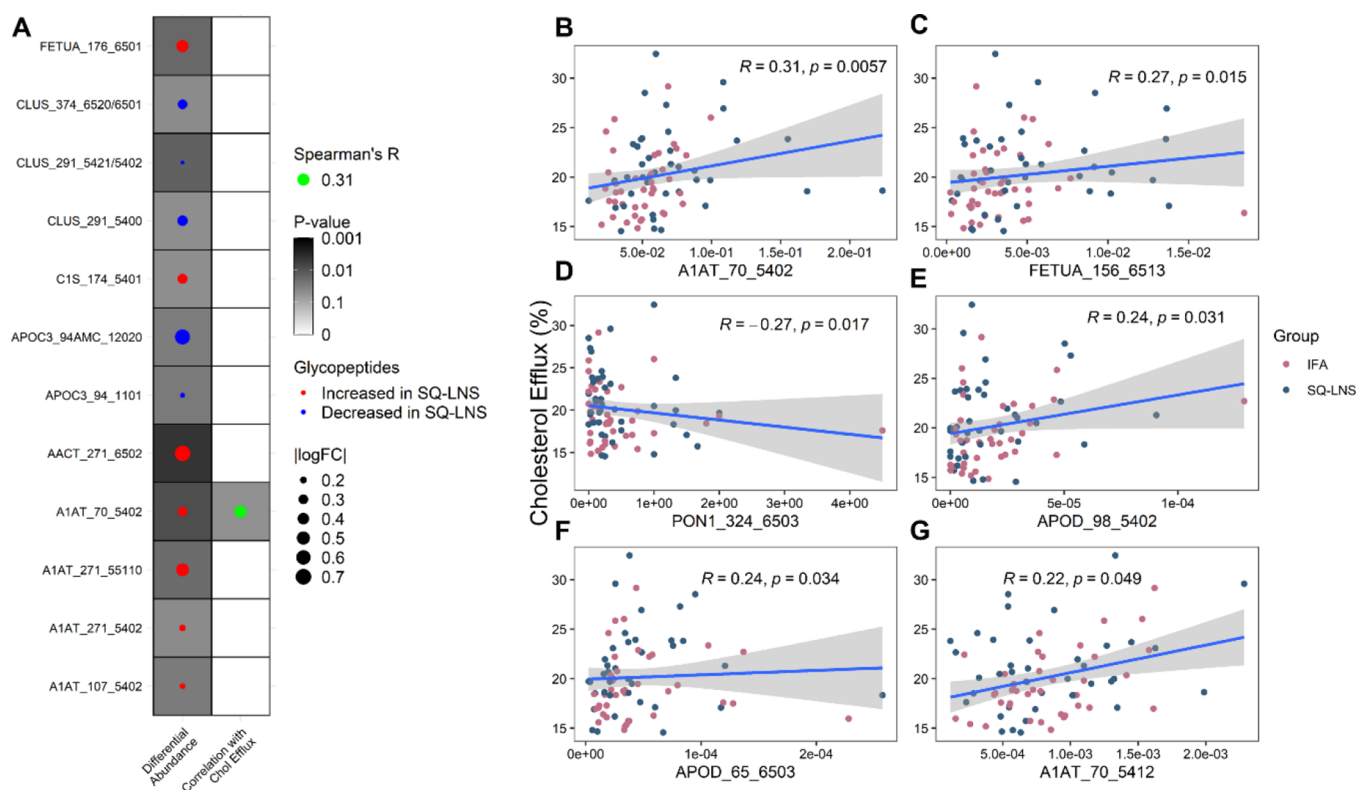 A
FETUA_176_6501
CLUS_374_6520/6501
CLUS_291_5421/5402
CLUS_291_5400
C1S_174_5401
APOC3_94AMC_12020
APOC3_94_1101
AACT_271_6502
A1AT_70_5402
A1AT_271_55110
A1AT_271_5402
A1AT_107_5402
Differential
Abundance
Correlation with
Chol Efflux
Spearman's R
0.31
P-value
0.001
0.01
0.1
0
Glycopeptides
Increased in SQ-LNS
Decreased in SQ-LNS
|logFC|
0.2
0.3
0.4
0.5
0.6
0.7
Cholesterol Efflux (%)
B
R = 0.31, p = 0.0057
30
25
20
15
5.0e-02
1.0e-01
1.5e-01
2.0e-01
A1AT_70_5402
C
R = 0.27, p = 0.015
30
25
20
15
0.0e+00
5.0e-03
1.0e-02
1.5e-02
FETUA_156_6513
D
R = −0.27, p = 0.017
30
25
20
15
0e+00
1e+00
2e+00
3e+00
4e+00
PON1_324_6503
E
R = 0.24, p = 0.031
30
25
20
15
0e+00
5e-05
1e-04
APOD_98_5402
F
R = 0.24, p = 0.034
30
25
20
15
0e+00
1e-04
2e-04
APOD_65_6503
G
R = 0.22, p = 0.049
30
25
20
15
5.0e-04
1.0e-03
1.5e-03
2.0e-03
A1AT_70_5412
Group
IFA
SQ-LNS